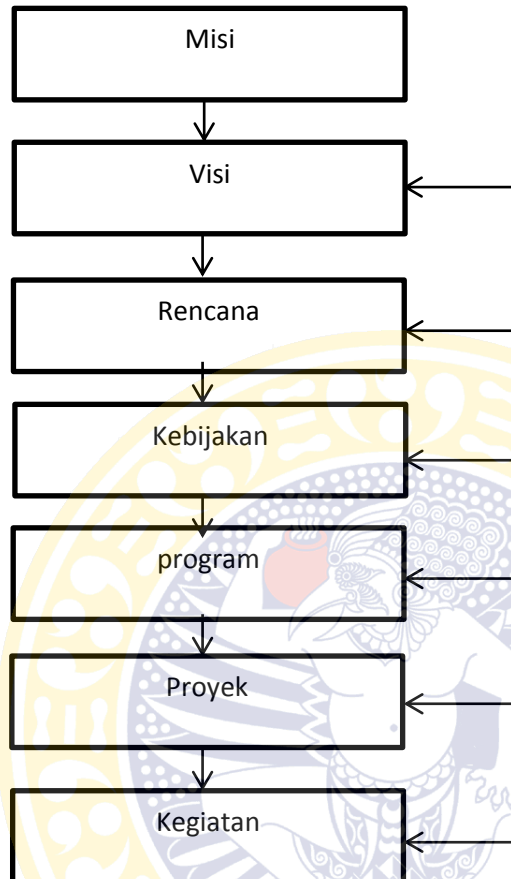 Misi
Visi
Rencana
Kebijakan
program
Proyek
Kegiatan